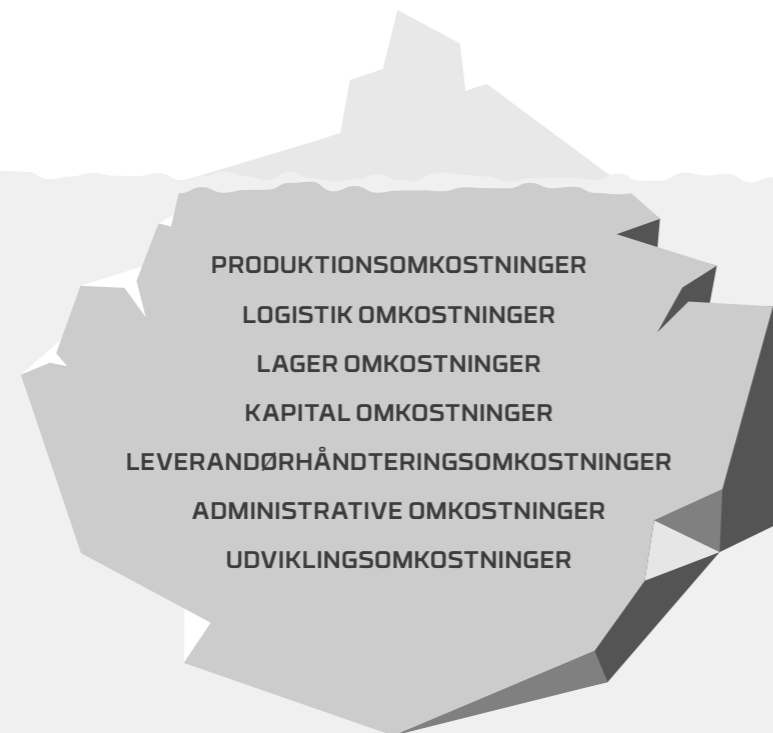 PRODUKTIONSOMKOSTNINGER
LOGISTIK OMKOSTNINGER
LAGER OMKOSTNINGER
KAPITAL OMKOSTNINGER
LEVERANDØRHÅNDTERINGSOMKOSTNINGER
ADMINISTRATIVE OMKOSTNINGER
UDVIKLINGSOMKOSTNINGER